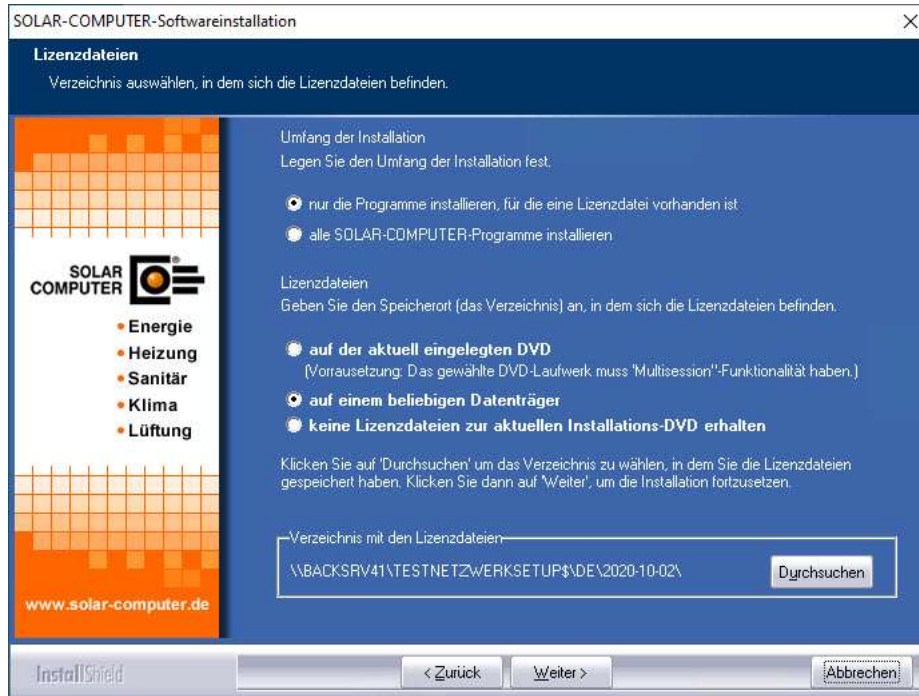 SOLAR-COMPUTER-Softwareinstallation
Lizenzdateien
Verzeichnis auswählen, in dem sich die Lizenzdateien befinden.
SOLAR
COMPUTER
• Energie
• Heizung
• Sanitär
• Klima
• Lüftung
www.solar-computer.de
Umfang der Installation
Legen Sie den Umfang der Installation fest.
nur die Programme installieren, für die eine Lizenzdatei vorhanden ist
alle SOLAR-COMPUTER-Programme installieren
Lizenzdateien
Geben Sie den Speicherort (das Verzeichnis) an, in dem sich die Lizenzdateien befinden.
auf der aktuell eingelegten DVD
(Vorrausetzung: Das gewählte DVD-Laufwerk muss 'Multisession"-Funktionalität haben.)
auf einem beliebigen Datenträger
keine Lizenzdateien zur aktuellen Installations-DVD erhalten
Klicken Sie auf 'Durchsuchen' um das Verzeichnis zu wählen, in dem Sie die Lizenzdateien
gespeichert haben. Klicken Sie dann auf 'Weiter', um die Installation fortzusetzen.
Verzeichnis mit den Lizenzdateien
\\BACKSRV41\TESTNETZWERKSETUP$\DE\2020-10-02\
Durchsuchen
InstallShield
< Zurück
Weiter >
Abbrechen